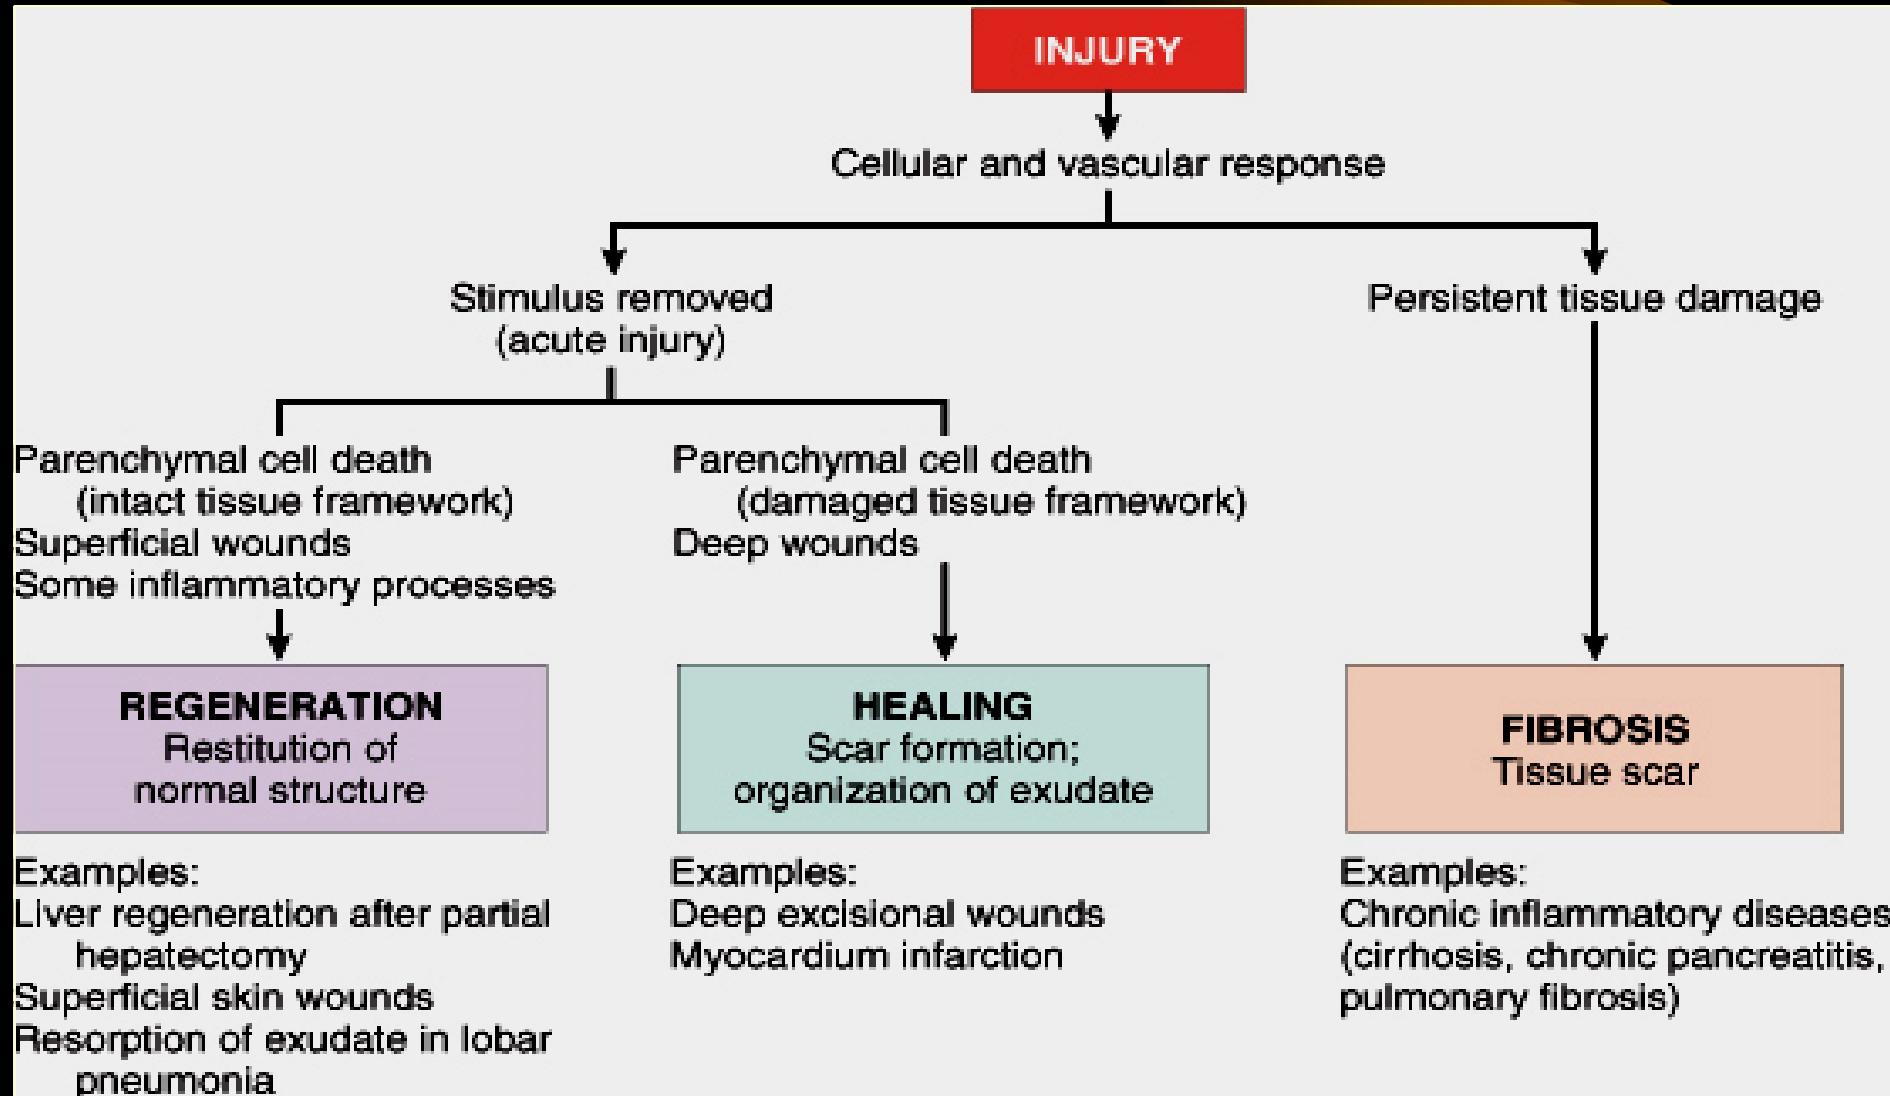 INJURY
Cellular and vascular response
Stimulus removed
(acute injury)
Persistent tissue damage
Parenchymal cell death
(intact tissue framework)
Superficial wounds
Some inflammatory processes
Parenchymal cell death
(damaged tissue framework)
Deep wounds
REGENERATION
Restitution of
normal structure
HEALING
Scar formation;
organization of exudate
FIBROSIS
Tissue scar
Examples:
Liver regeneration after partial
hepatectomy
Superficial skin wounds
Resorption of exudate in lobar
pneumonia
Examples:
Deep excisional wounds
Myocardium infarction
Examples:
Chronic inflammatory diseases
(cirrhosis, chronic pancreatitis,
pulmonary fibrosis)